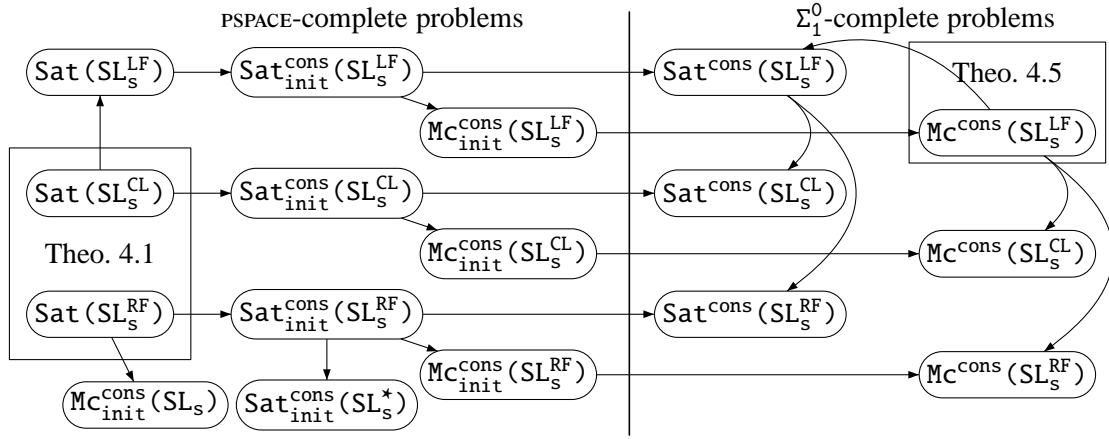 PSPACE-complete problems
Σ₁⁰-complete problems
Sat(SLₛᴸᶠ)
Sat_init^cons(SL_s^LF)
Sat^cons(SL_s^LF)
Theo. 4.5
Mc_init^cons(SL_s^LF)
Mc^cons(SL_s^LF)
Sat(SL_s^CL)
Sat_init^cons(SL_s^CL)
Sat^cons(SL_s^CL)
Theo. 4.1
Mc_init^cons(SL_s^CL)
Mc^cons(SL_s^CL)
Sat(SL_s^RF)
Sat_init^cons(SL_s^RF)
Sat^cons(SL_s^RF)
Mc_init^cons(SL_s^RF)
Mc^cons(SL_s^RF)
Mc_init^cons(SL_s)
Sat_init^cons(SL_s^⋆)